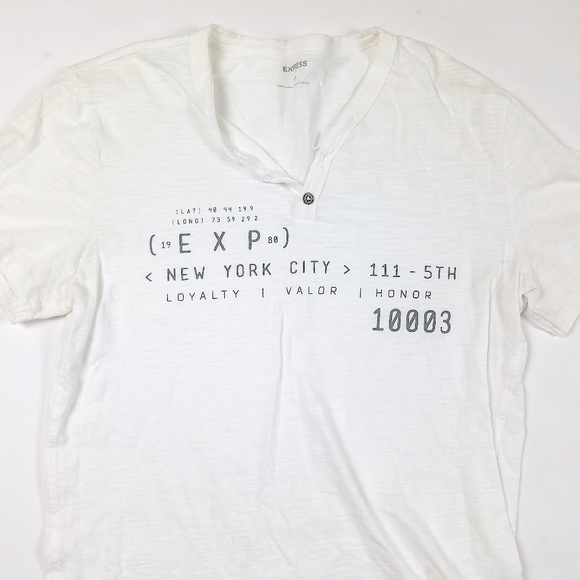 EXPRESS
(LAT) 40 44 19.9
(LONG) 73 59 29.2
(19 EXP 80)
< NEW YORK CITY > 111 - 5TH
LOYALTY | VALOR | HONOR
10003